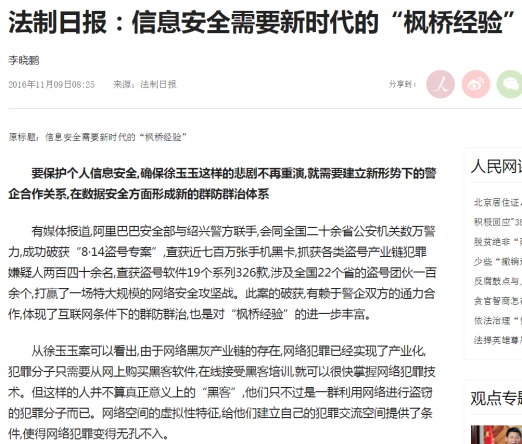 法制日报：信息安全需要新时代的“枫桥经验”
李晓鹏
2016年11月09日08:25 来源：法制日报
分享到：
人
原标题：信息安全需要新时代的“枫桥经验”
要保护个人信息安全,确保徐玉玉这样的悲剧不再重演,就需要建立新形势下的警
企合作关系,在数据安全方面形成新的群防群治体系
有媒体报道,阿里巴巴安全部与绍兴警方联手,会同全国二十余省公安机关数万警
力,成功破获“8·14盗号专案”,查获近七百万张手机黑卡,抓获各类盗号产业链犯罪
嫌疑人两百四十余名,查获盗号软件19个系列326款,涉及全国22个省的盗号团伙一百
余个,打赢了一场特大规模的网络安全攻坚战。此案的破获,有赖于警企双方的通力合
作,体现了互联网条件下的群防群治,也是对“枫桥经验”的进一步丰富。
从徐玉玉案可以看出,由于网络黑灰产业链的存在,网络犯罪已经实现了产业化,
犯罪分子只需要从网上购买黑客软件,在线接受黑客培训,就可以很快掌握网络犯罪技
术。但这样的人并不算真正意义上的“黑客”,他们只不过是一群利用网络进行盗窃
的犯罪分子而已。网络空间的虚拟性特征,给他们建立自己的犯罪交流空间提供了条
件,使得网络犯罪变得无孔不入。
人民网评
北京居住证
积极回应"38
脱贫绝非“
少些“撤销
反腐鼓点与
贪官智商怎
依法治理“
法捍英雄
观点专题